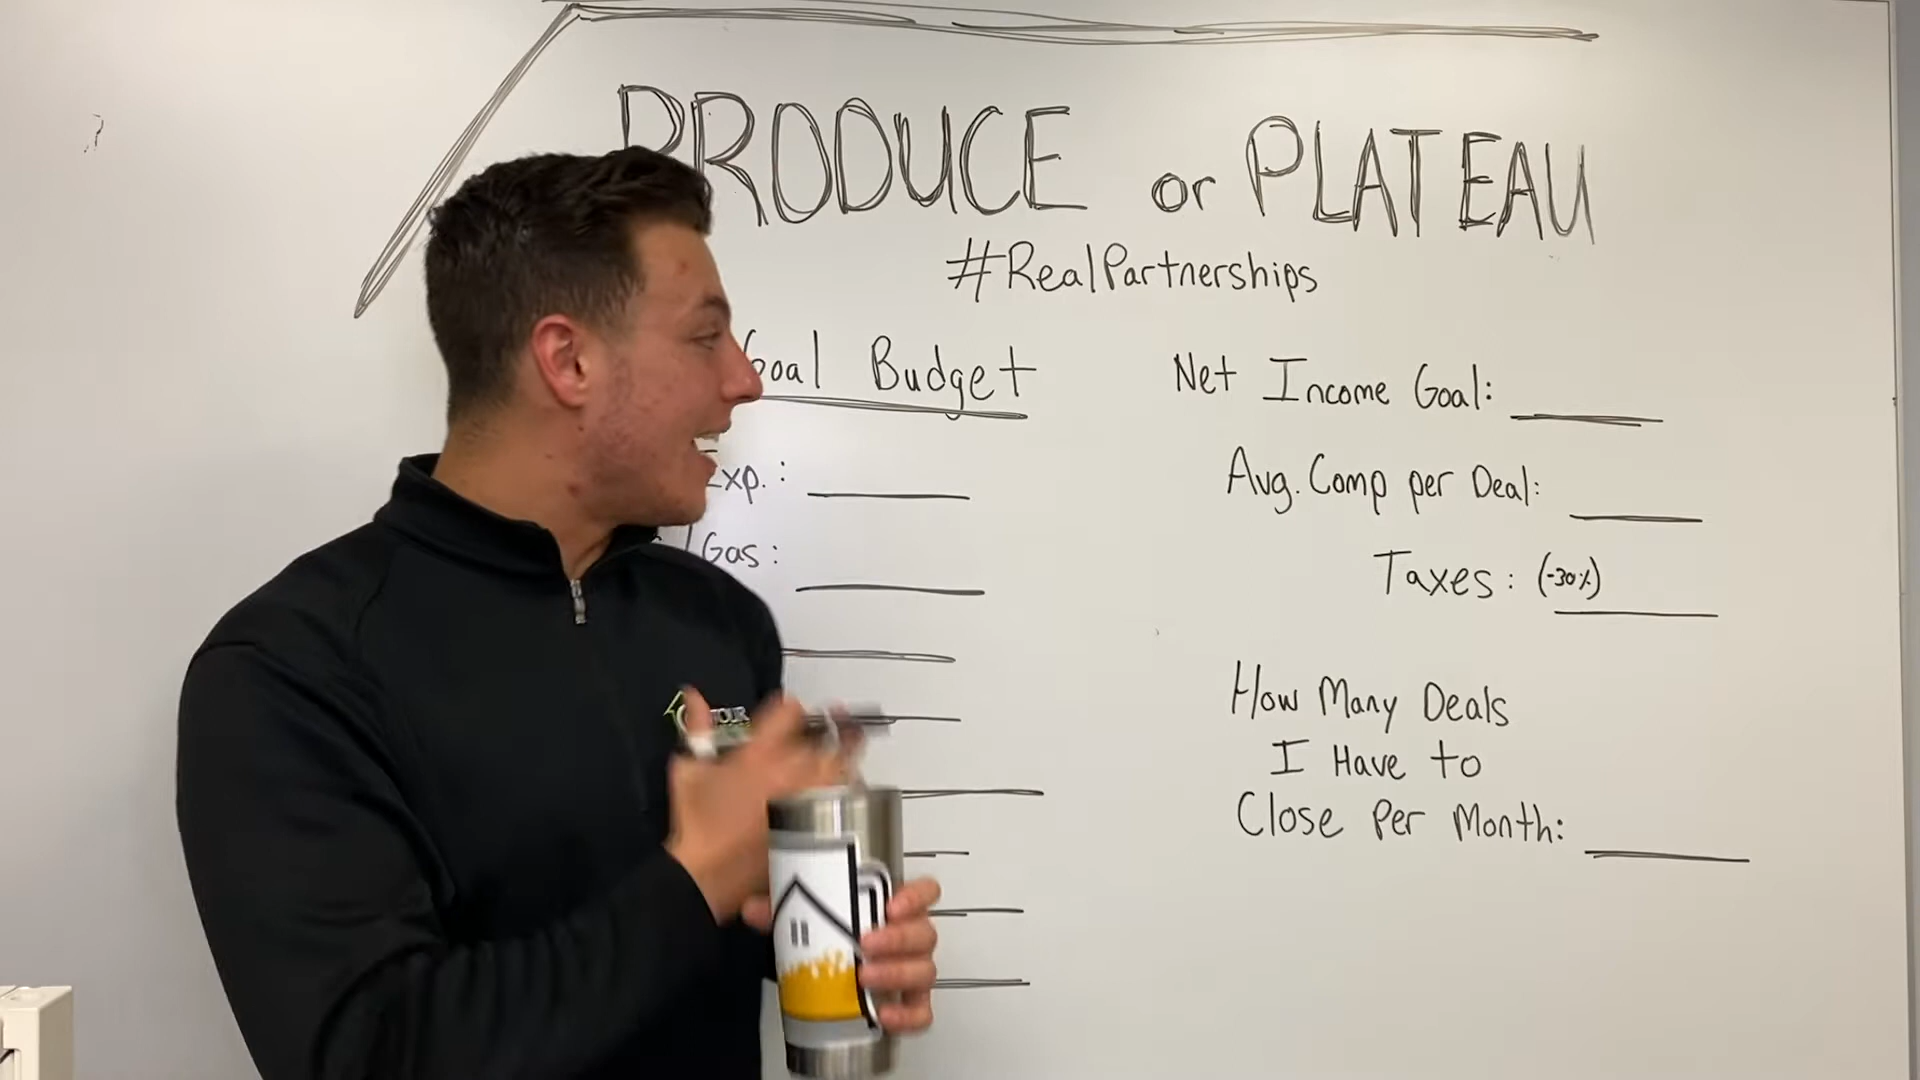 PRODUCE or PLATEAU
#RealPartnerships
Goal Budget
Exp.:
Gas:
Net Income Goal:
Avg. Comp per Deal:
Taxes: (-30%)
How Many Deals
I Have to
Close Per Month: